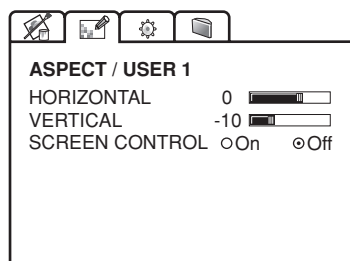 ASPECT / USER 1
HORIZONTAL 0
VERTICAL -10
SCREEN CONTROL On Off